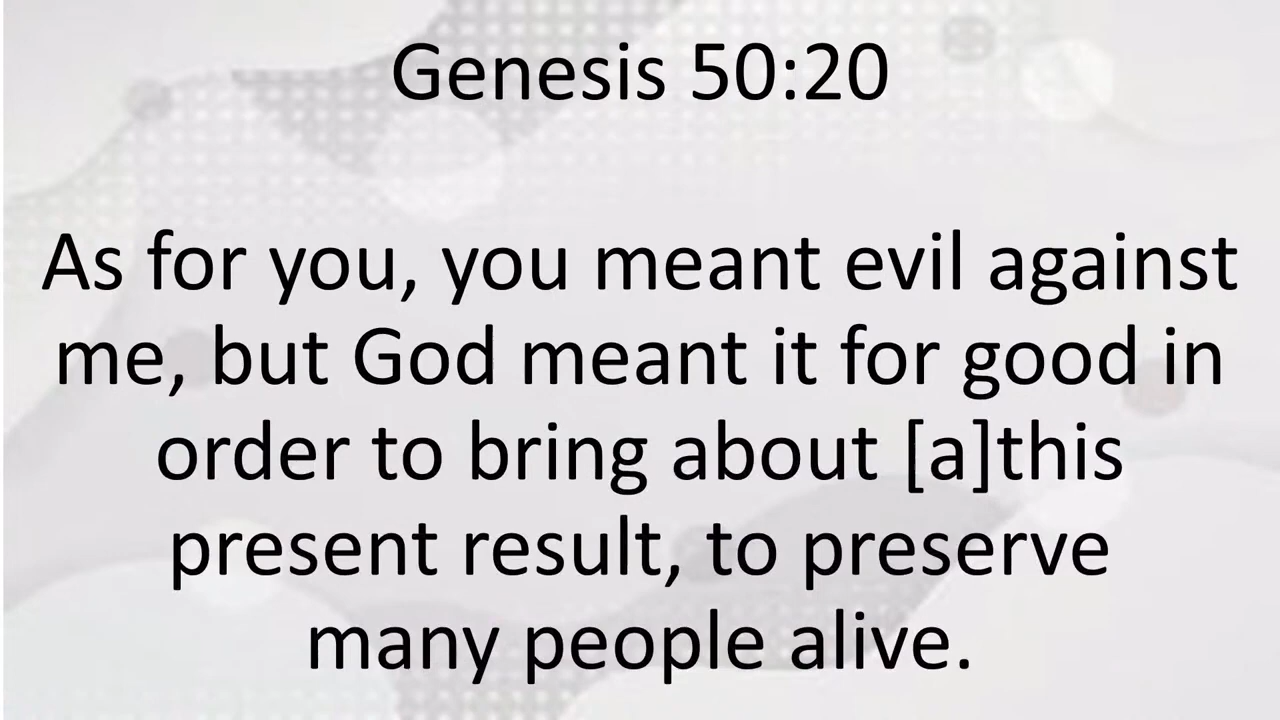 Genesis 50:20
As for you, you meant evil against
me, but God meant it for good in
order to bring about [a]this
present result, to preserve
many people alive.